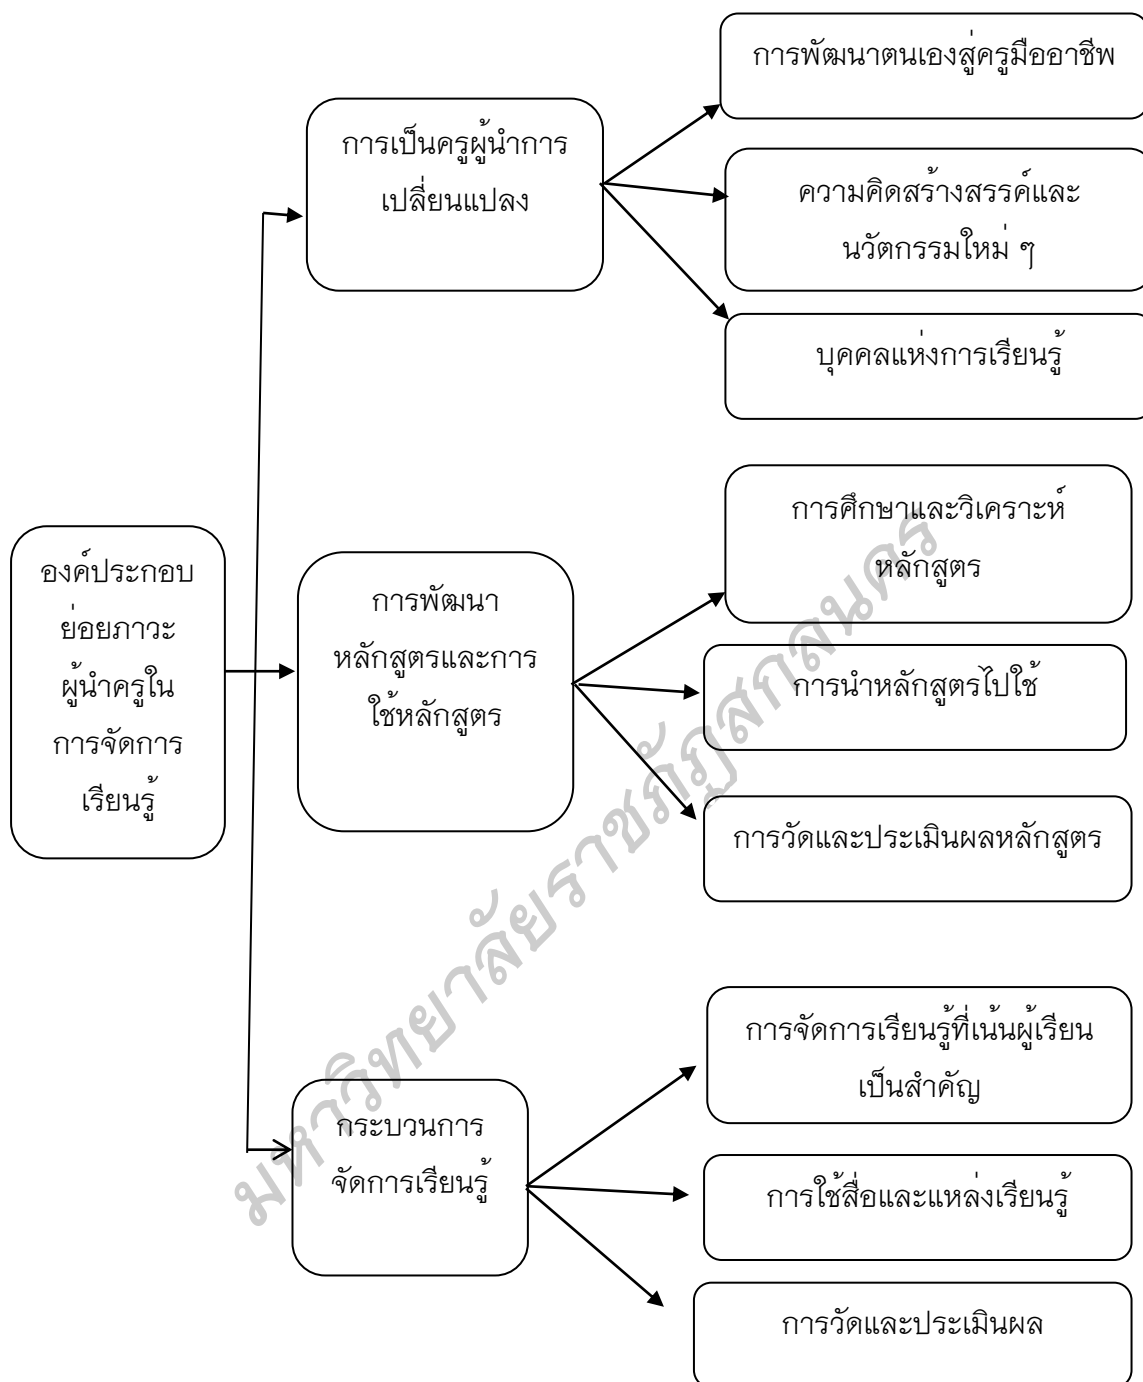 องค์ประกอบ
ย่อยภาวะ
ผู้นำครูใน
การจัดการ
เรียนรู้
การเป็นครูผู้นำการ
เปลี่ยนแปลง
การพัฒนาตนเองสู่ครูมืออาชีพ
ความคิดสร้างสรรค์และ
นวัตกรรมใหม่ ๆ
บุคคลแห่งการเรียนรู้
การพัฒนา
หลักสูตรและการ
ใช้หลักสูตร
การศึกษาและวิเคราะห์
หลักสูตร
การนำหลักสูตรไปใช้
การวัดและประเมินผลหลักสูตร
กระบวนการ
จัดการเรียนรู้
การจัดการเรียนรู้ที่เน้นผู้เรียน
เป็นสำคัญ
การใช้สื่อและแหล่งเรียนรู้
การวัดและประเมินผล
มหาวิทยาลัยราชภัฏสกลนคร